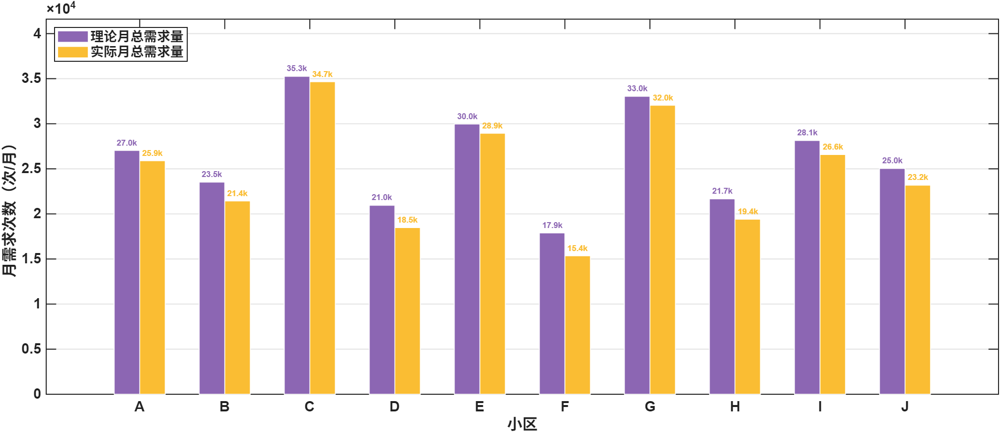 ×10⁴
4
3.5
3
2.5
2
1.5
1
0.5
0
月需求次数（次/月）
理论月总需求量
实际月总需求量
27.0k
25.9k
23.5k
21.4k
35.3k
34.7k
21.0k
18.5k
30.0k
28.9k
17.9k
15.4k
33.0k
32.0k
21.7k
19.4k
28.1k
26.6k
25.0k
23.2k
A B C D E F G H I J
小区